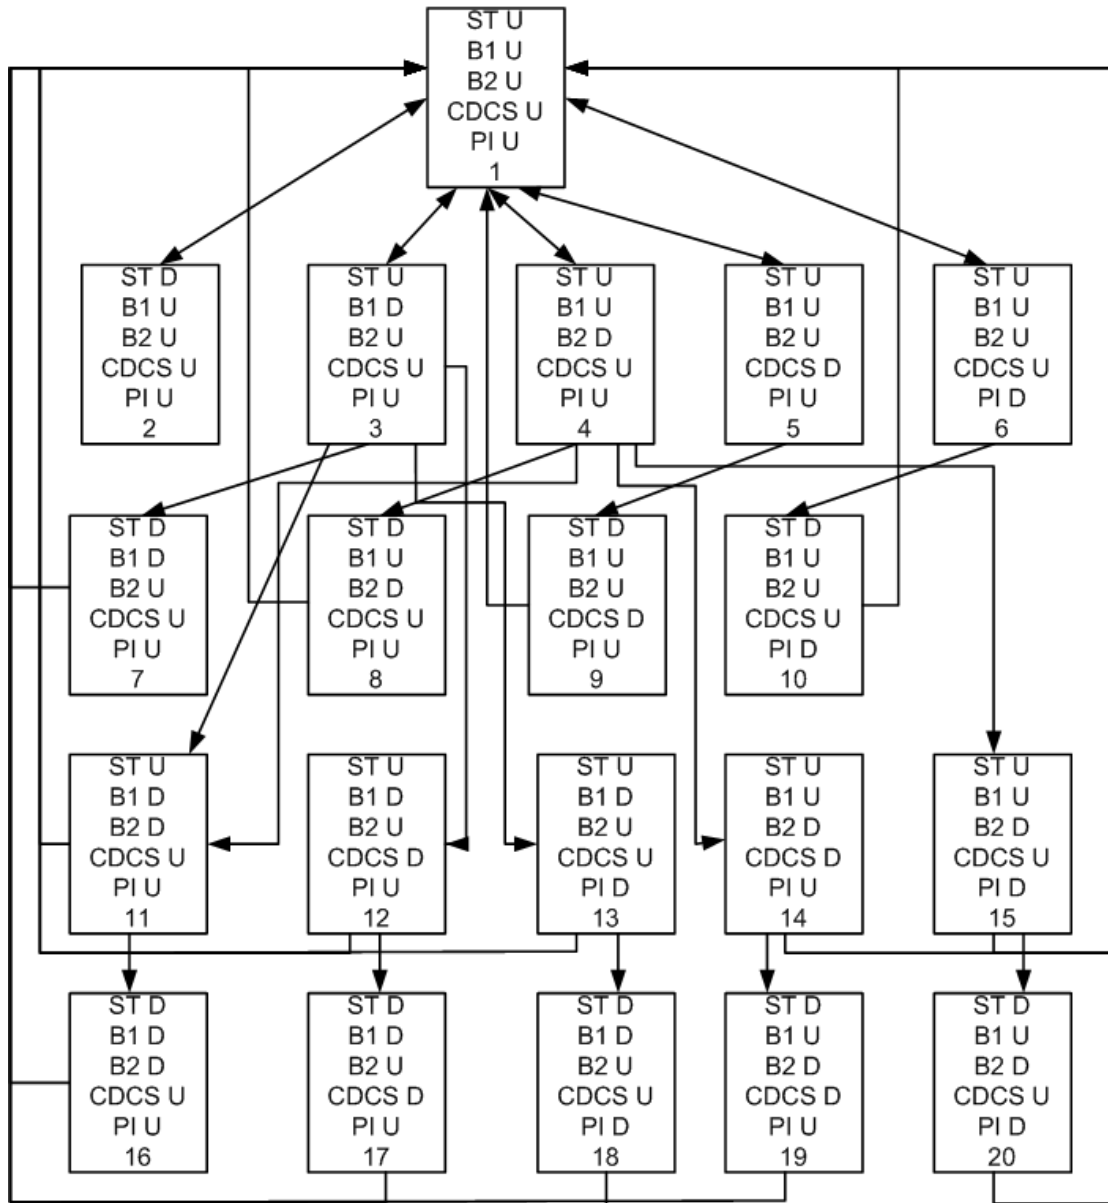 ST U
B1 U
B2 U
CDCS U
PI U
1
ST D
B1 U
B2 U
CDCS U
PI U
2
ST U
B1 D
B2 U
CDCS U
PI U
3
ST U
B1 U
B2 D
CDCS U
PI U
4
ST U
B1 U
B2 U
CDCS D
PI U
5
ST U
B1 U
B2 U
CDCS U
PI D
6
ST D
B1 D
B2 U
CDCS U
PI U
7
ST D
B1 U
B2 D
CDCS U
PI U
8
ST D
B1 U
B2 U
CDCS D
PI U
9
ST D
B1 U
B2 U
CDCS U
PI D
10
ST U
B1 D
B2 D
CDCS U
PI U
11
ST U
B1 D
B2 U
CDCS D
PI U
12
ST U
B1 D
B2 U
CDCS U
PI D
13
ST U
B1 U
B2 D
CDCS D
PI U
14
ST U
B1 U
B2 D
CDCS U
PI D
15
ST D
B1 D
B2 D
CDCS U
PI U
16
ST D
B1 D
B2 U
CDCS D
PI U
17
ST D
B1 D
B2 U
CDCS U
PI D
18
ST D
B1 U
B2 D
CDCS D
PI U
19
ST D
B1 U
B2 D
CDCS U
PI D
20